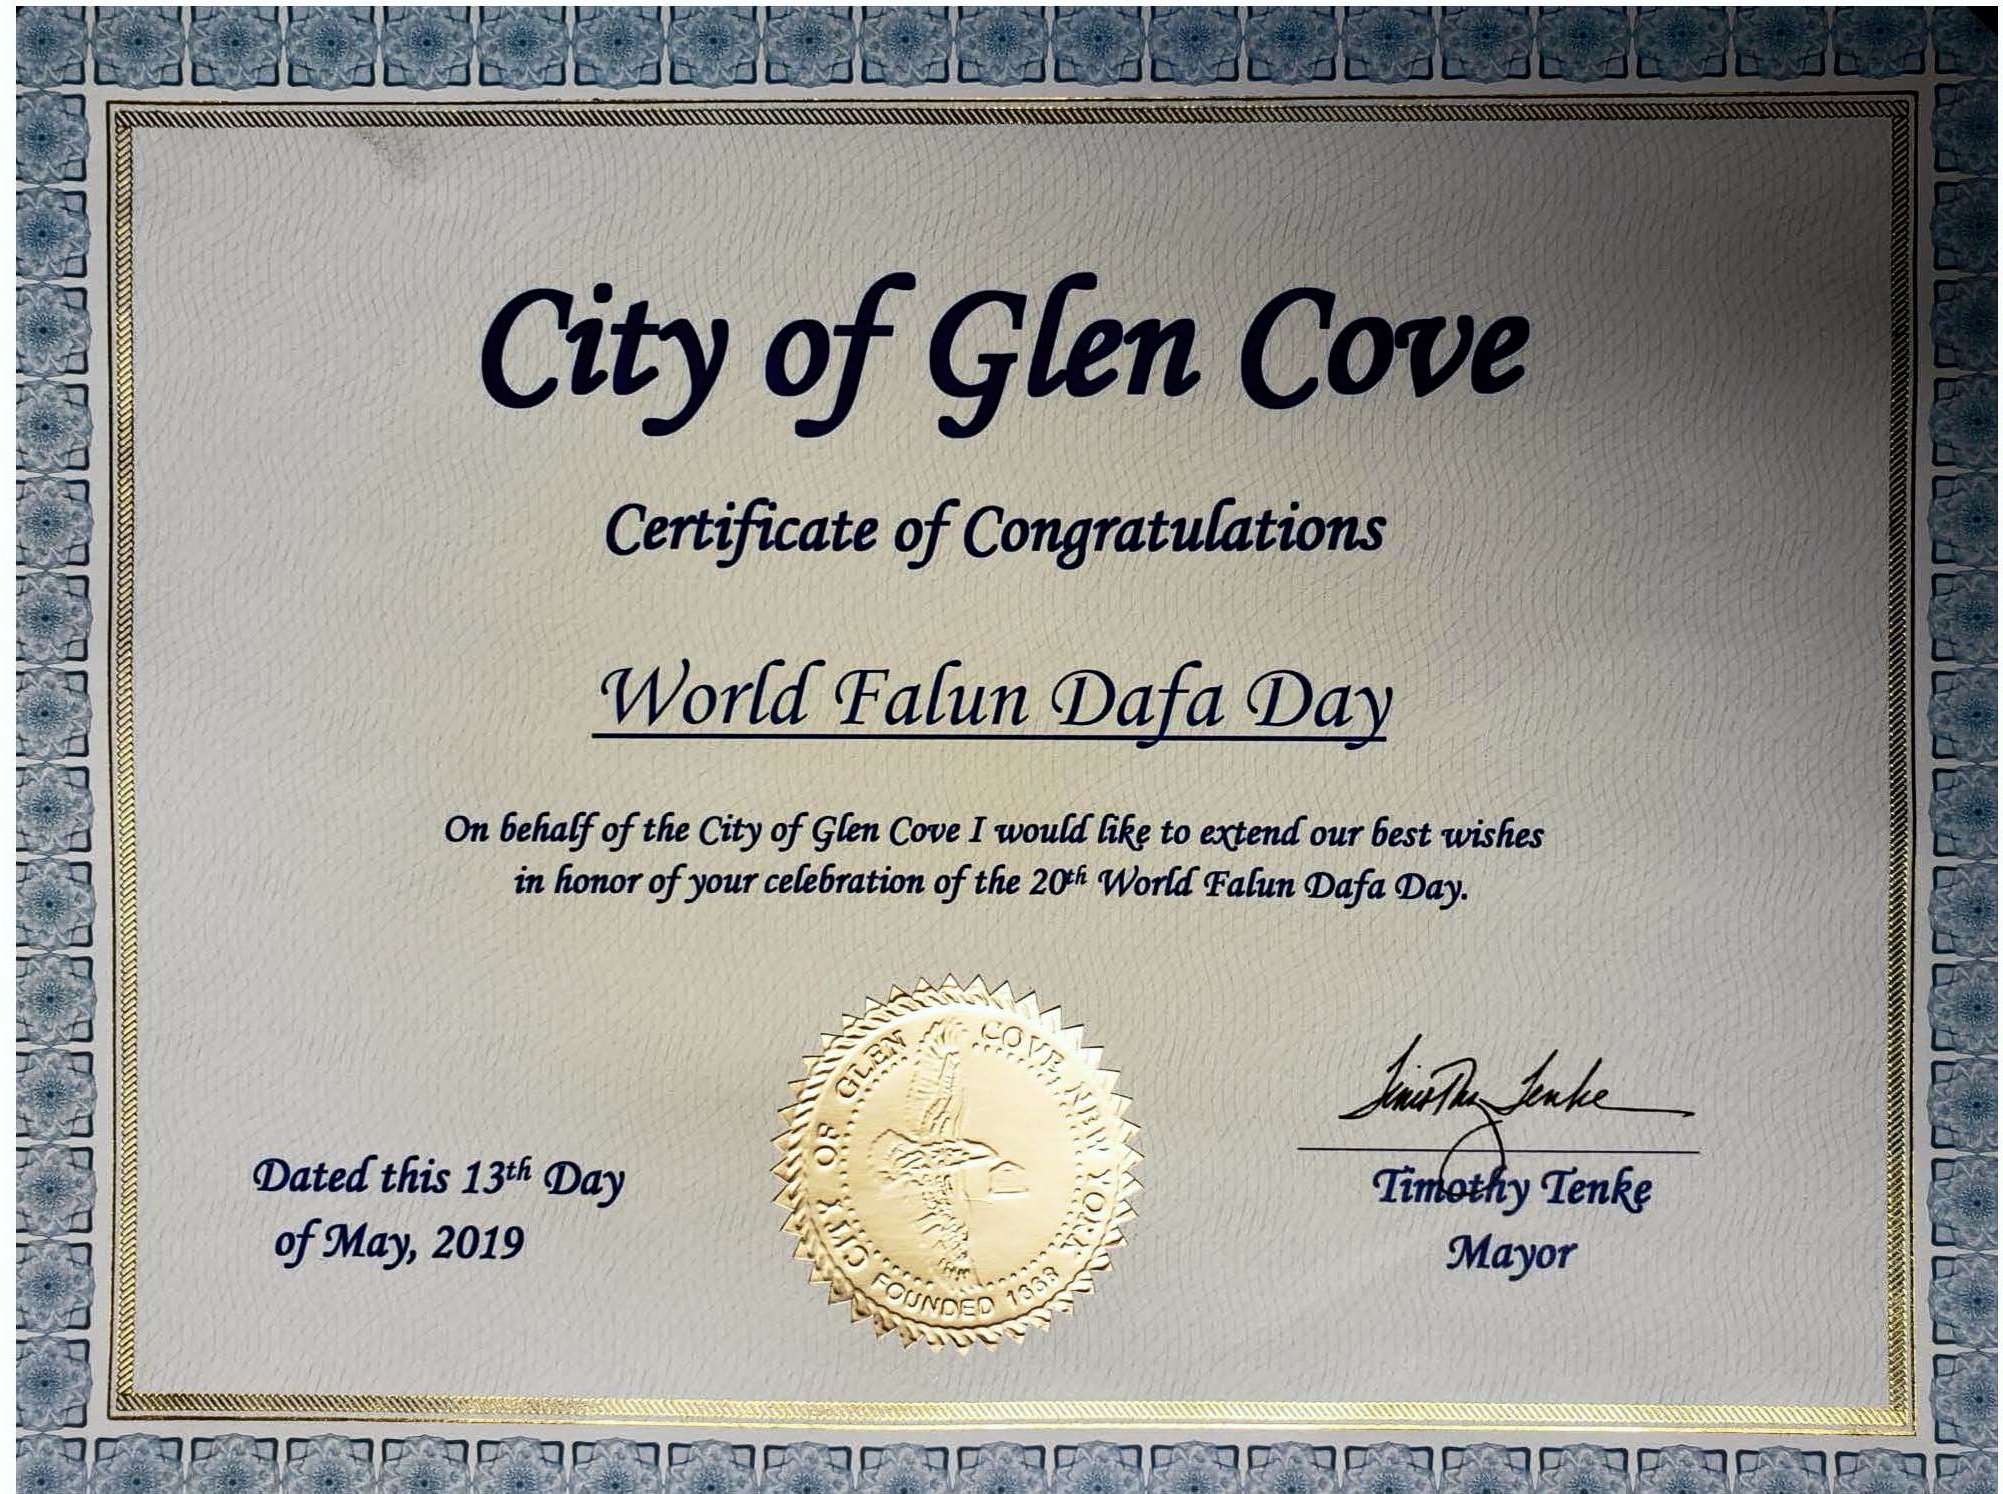 City of Glen Cove
Certificate of Congratulations
World Falun Dafa Day
On behalf of the City of Glen Cove I would like to extend our best wishes
in honor of your celebration of the 20th World Falun Dafa Day.
Dated this 13th Day
of May, 2019
CITY OF GLEN COVE, NEW YORK
FOUNDED 1668
Timothy Tenke
Timothy Tenke
Mayor